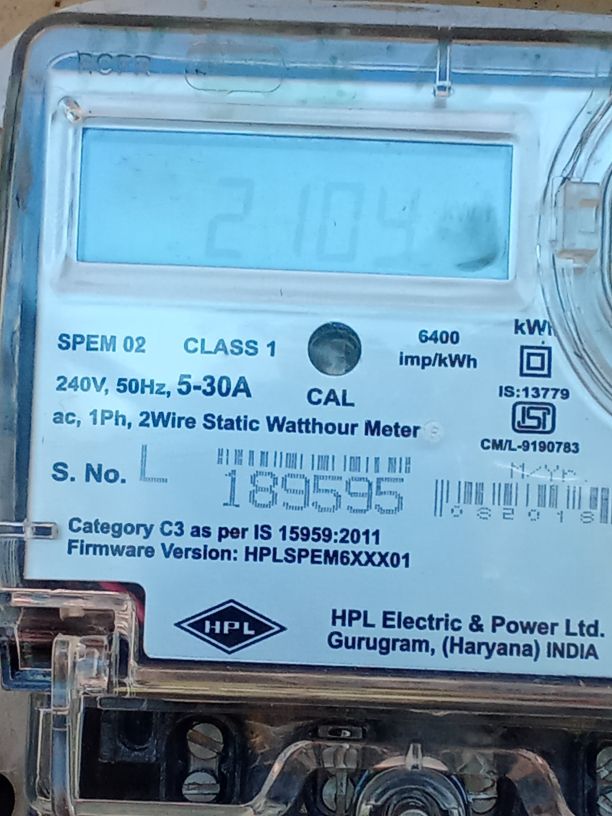 2104
SPEM 02 CLASS 1
6400
imp/kWh
240V, 50Hz, 5-30A
CAL
IS:13779
ac, 1Ph, 2Wire Static Watthour Meter
CM/L-9190783
M/Yr.
S. No. L 189595
082018
Category C3 as per IS 15959:2011
Firmware Version: HPLSPEM6XXX01
HPL
HPL Electric & Power Ltd.
Gurugram, (Haryana) INDIA